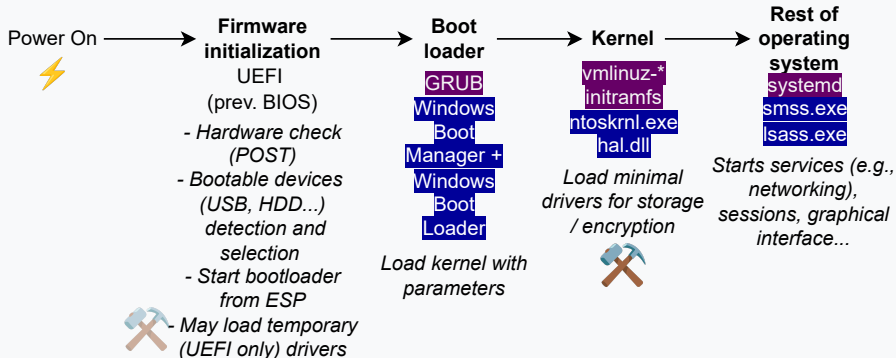 Power On
Firmware
initialization
UEFI
(prev. BIOS)
- Hardware check
(POST)
- Bootable devices
(USB, HDD...)
detection and
selection
- Start bootloader
from ESP
- May load temporary
(UEFI only) drivers
Boot
loader
GRUB
Windows
Boot
Manager +
Windows
Boot
Loader
Load kernel with
parameters
Kernel
vmlinuz-*
initramfs
ntoskrnl.exe
hal.dll
Load minimal
drivers for storage
/ encryption
Rest of
operating
system
systemd
smss.exe
lsass.exe
Starts services (e.g.,
networking),
sessions, graphical
interface...